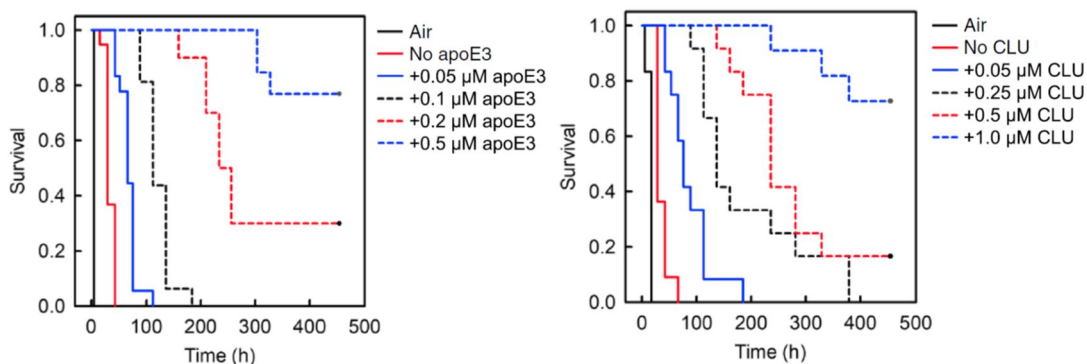 1.0
0.8
0.6
0.4
0.2
0.0
Survival
0 100 200 300 400 500
Time (h)
Air
No apoE3
+0.05 μM apoE3
+0.1 μM apoE3
+0.2 μM apoE3
+0.5 μM apoE3
1.0
0.8
0.6
0.4
0.2
0.0
Survival
0 100 200 300 400 500
Time (h)
Air
No CLU
+0.05 μM CLU
+0.25 μM CLU
+0.5 μM CLU
+1.0 μM CLU